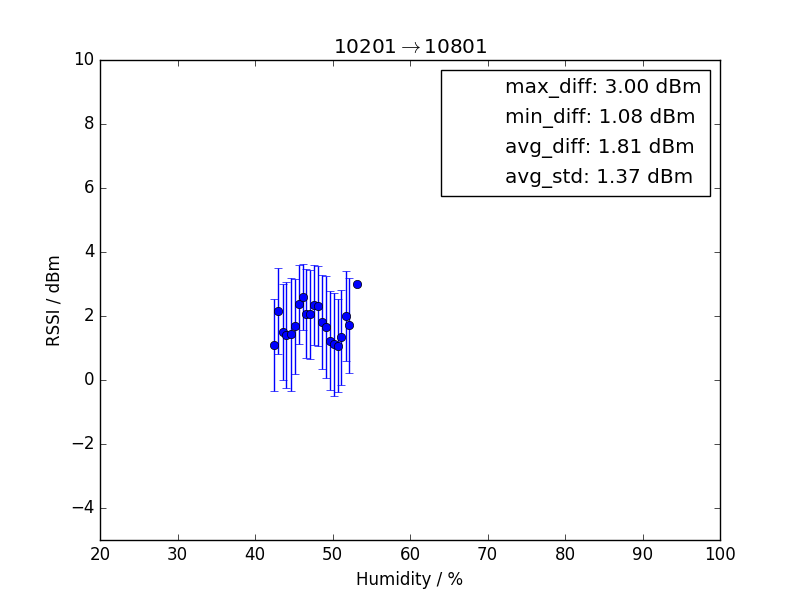 10201→10801
max_diff: 3.00 dBm
min_diff: 1.08 dBm
avg_diff: 1.81 dBm
avg_std: 1.37 dBm
RSSI / dBm
10
8
6
4
2
0
−2
−4
20 30 40 50 60 70 80 90 100
Humidity / %